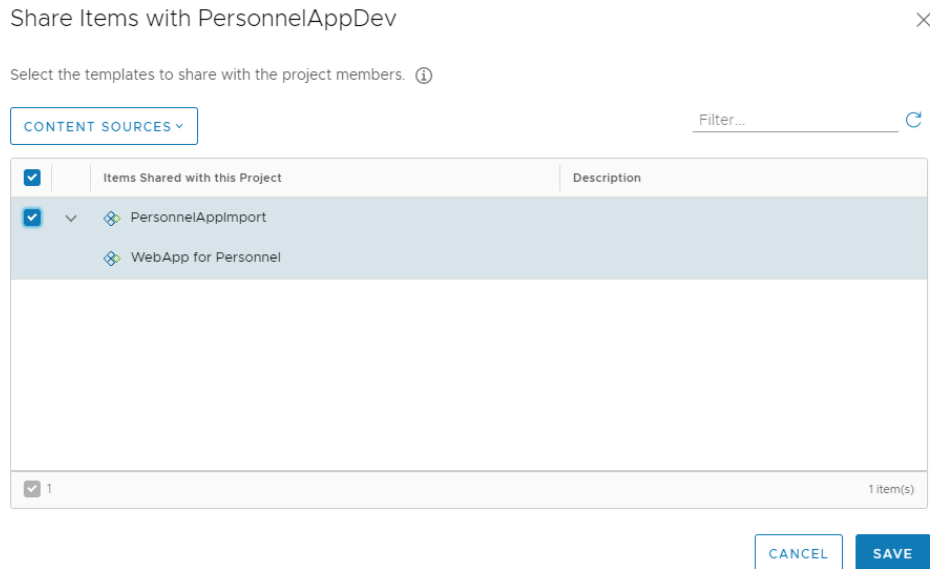 Share Items with PersonnelAppDev
Select the templates to share with the project members.
CONTENT SOURCES
Filter...
Items Shared with this Project
Description
PersonnelAppImport
WebApp for Personnel
1
1 item(s)
CANCEL
SAVE